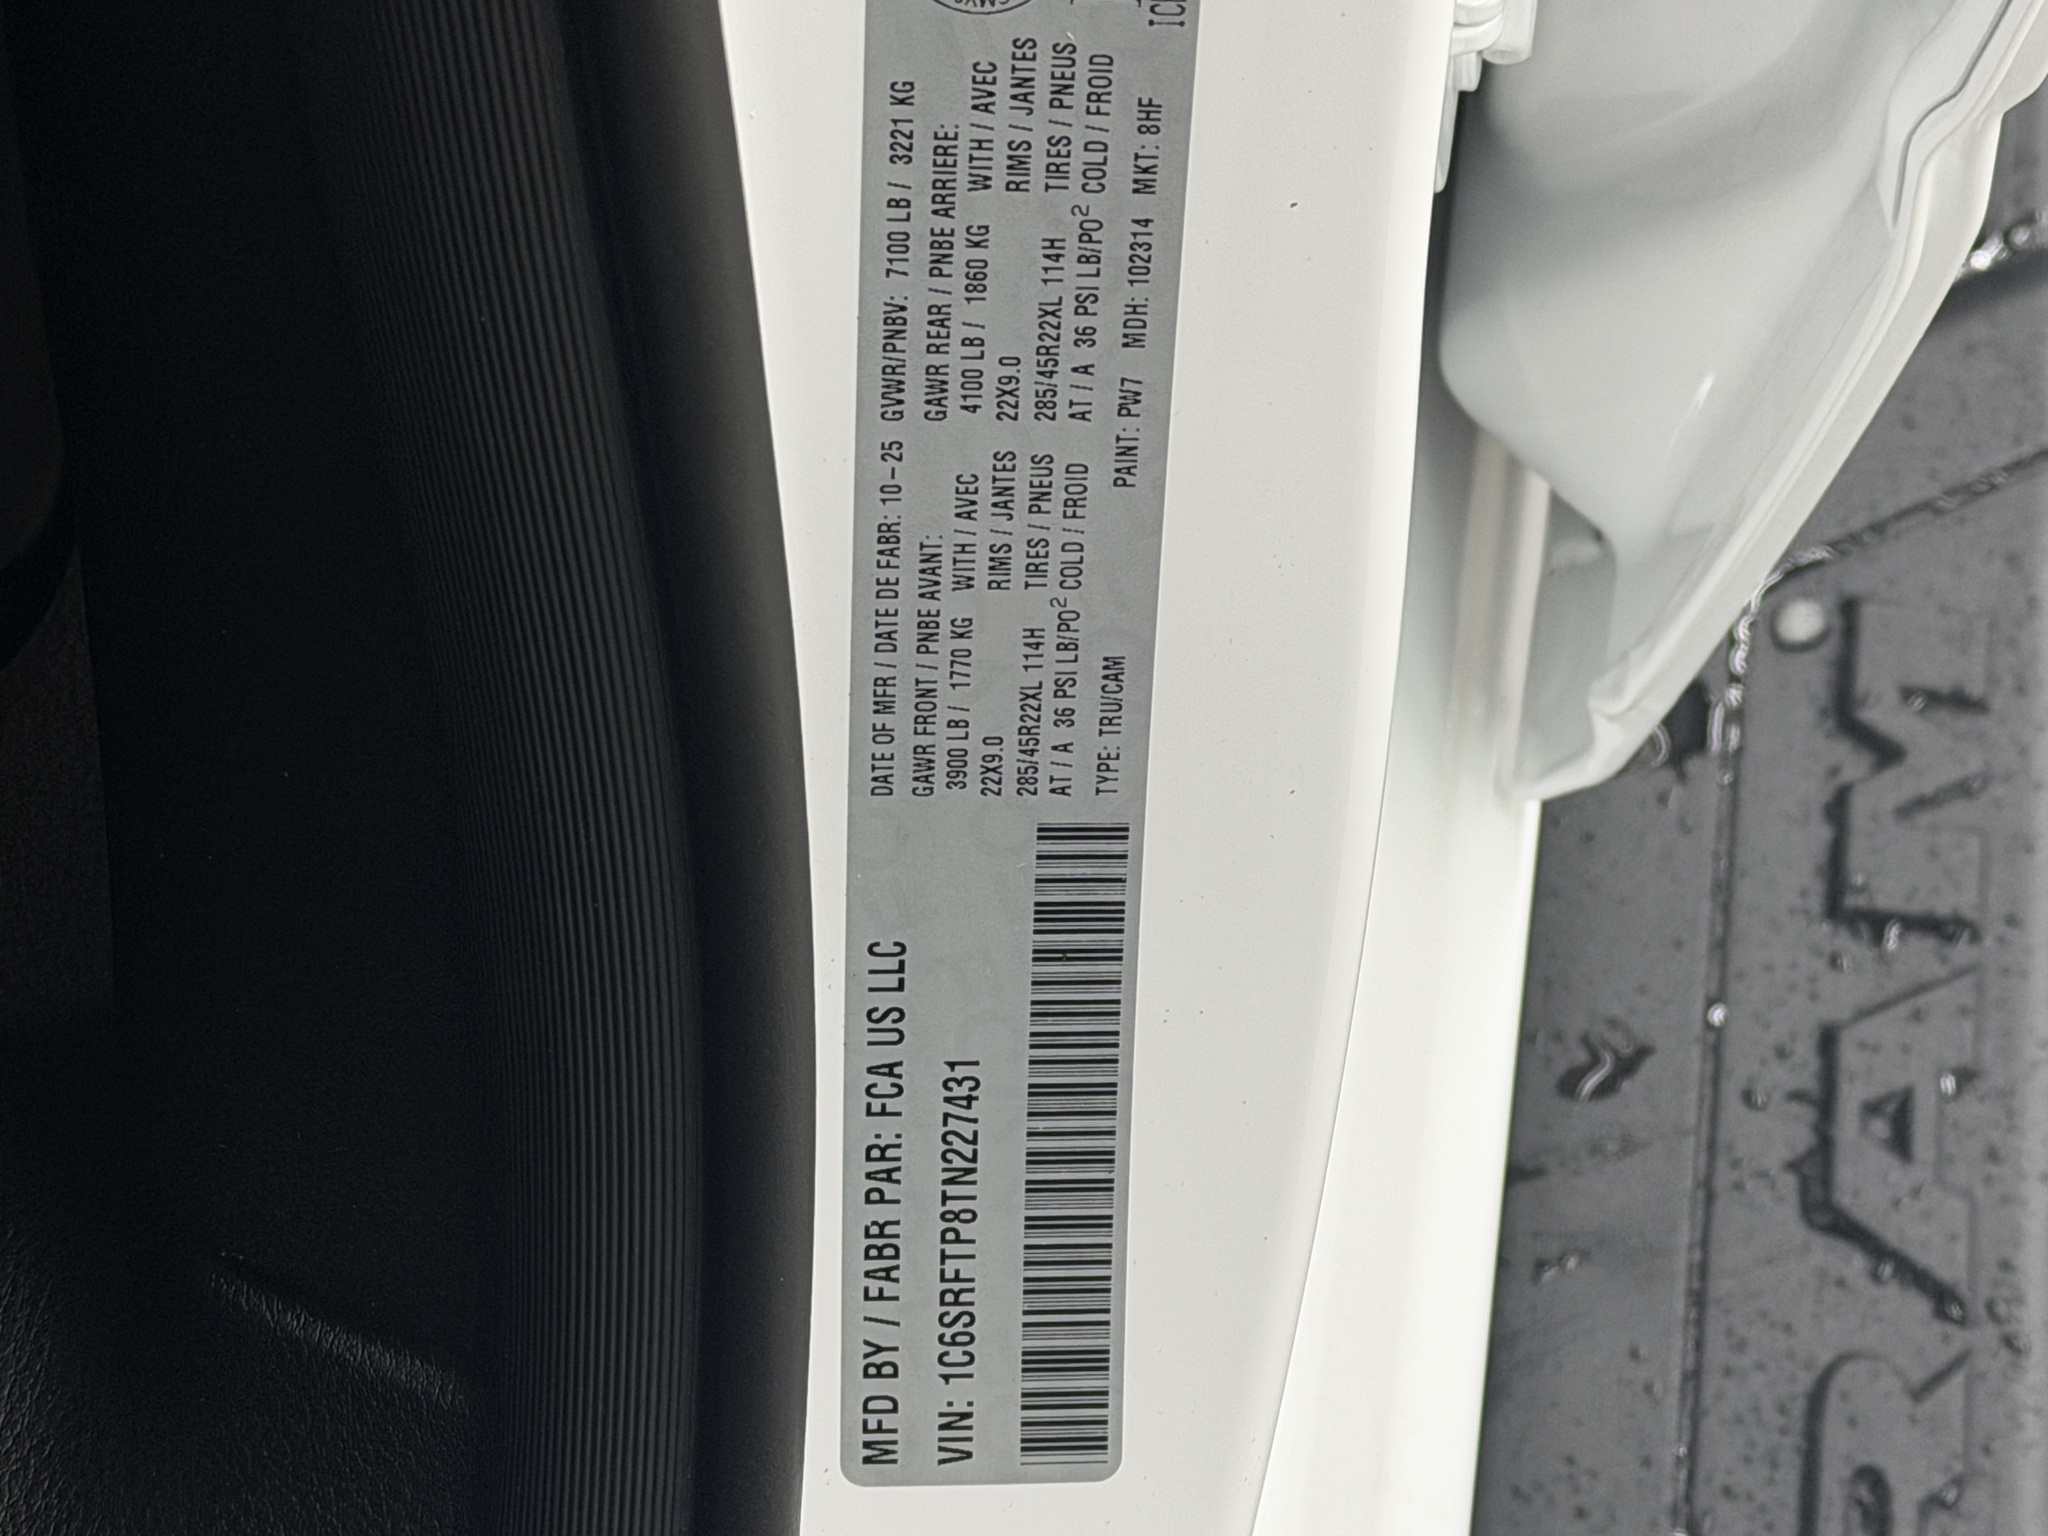 MFD BY / FABR PAR: FCA US LLC
VIN: 1C6SRFTP8TN227431
DATE OF MFR / DATE DE FABR: 10-25 GVWR/PNBV: 7100 LB / 3221 KG
GAWR FRONT / PNBE AVANT:
3900 LB / 1770 KG WITH / AVEC
22X9.0 RIMS / JANTES
285/45R22XL 114H TIRES / PNEUS
AT / A 36 PSI LB/PO² COLD / FROID
GAWR REAR / PNBE ARRIERE:
4100 LB / 1860 KG WITH / AVEC
22X9.0 RIMS / JANTES
285/45R22XL 114H TIRES / PNEUS
AT / A 36 PSI LB/PO² COLD / FROID
TYPE: TRU/CAM PAINT: PW7 MDH: 102314 MKT: 8HF
RAM